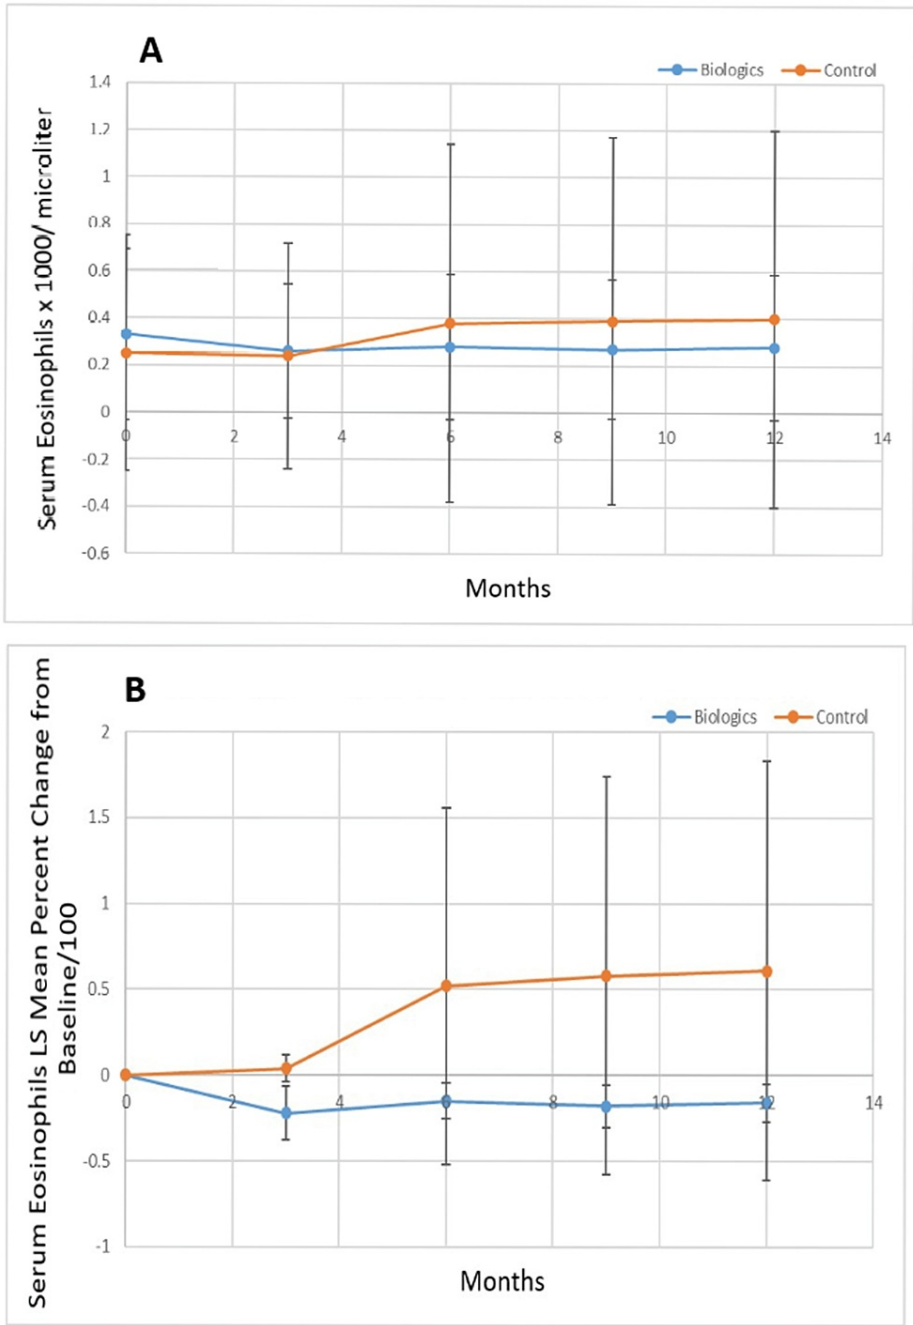 A
Biologics Control
1.4
1.2
1
0.8
0.6
0.4
0.2
0
-0.2
-0.4
-0.6
0 2 4 6 8 10 12 14
Serum Eosinophils x 1000/ microliter
Months
B
Biologics Control
2
1.5
1
0.5
0
-0.5
-1
0 2 4 6 8 10 12 14
Serum Eosinophils LS Mean Percent Change from
Baseline/100
Months